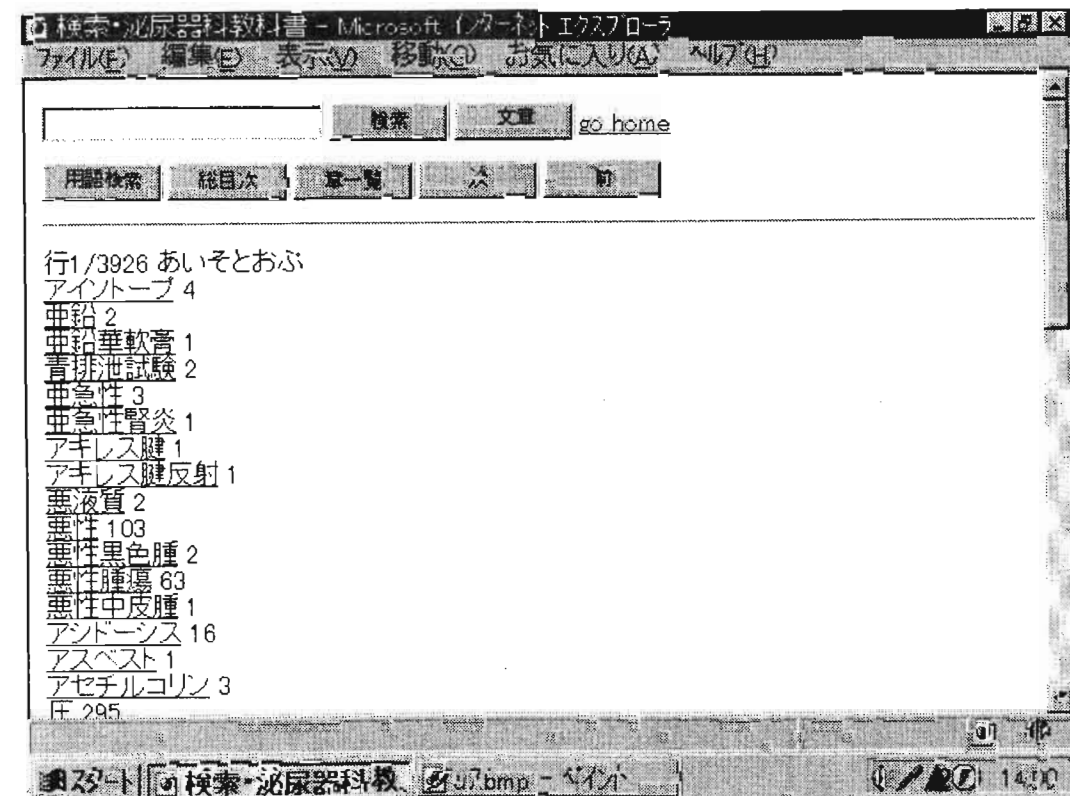 検索・泌尿器科教科書 - Microsoft インターネット エクスプローラ
ファイル(F) 編集(E) 表示(V) 移動(G) お気に入り(A) ヘルプ(H)
検索 文章 go home
用語検索 総目次 章一覧 次 前
行1/3926 あいそとおぷ
アイソトープ 4
亜鉛 2
亜鉛華軟膏 1
青排泄試験 2
亜急性 3
亜急性腎炎 1
アキレス腱 1
アキレス腱反射 1
悪液質 2
悪性 103
悪性黒色腫 2
悪性腫瘍 63
悪性中皮腫 1
アシドーシス 16
アスベスト 1
アセチルコリン 3
圧 295
スタート 検索・泌尿器科教 .bmp - ペイント 14:00